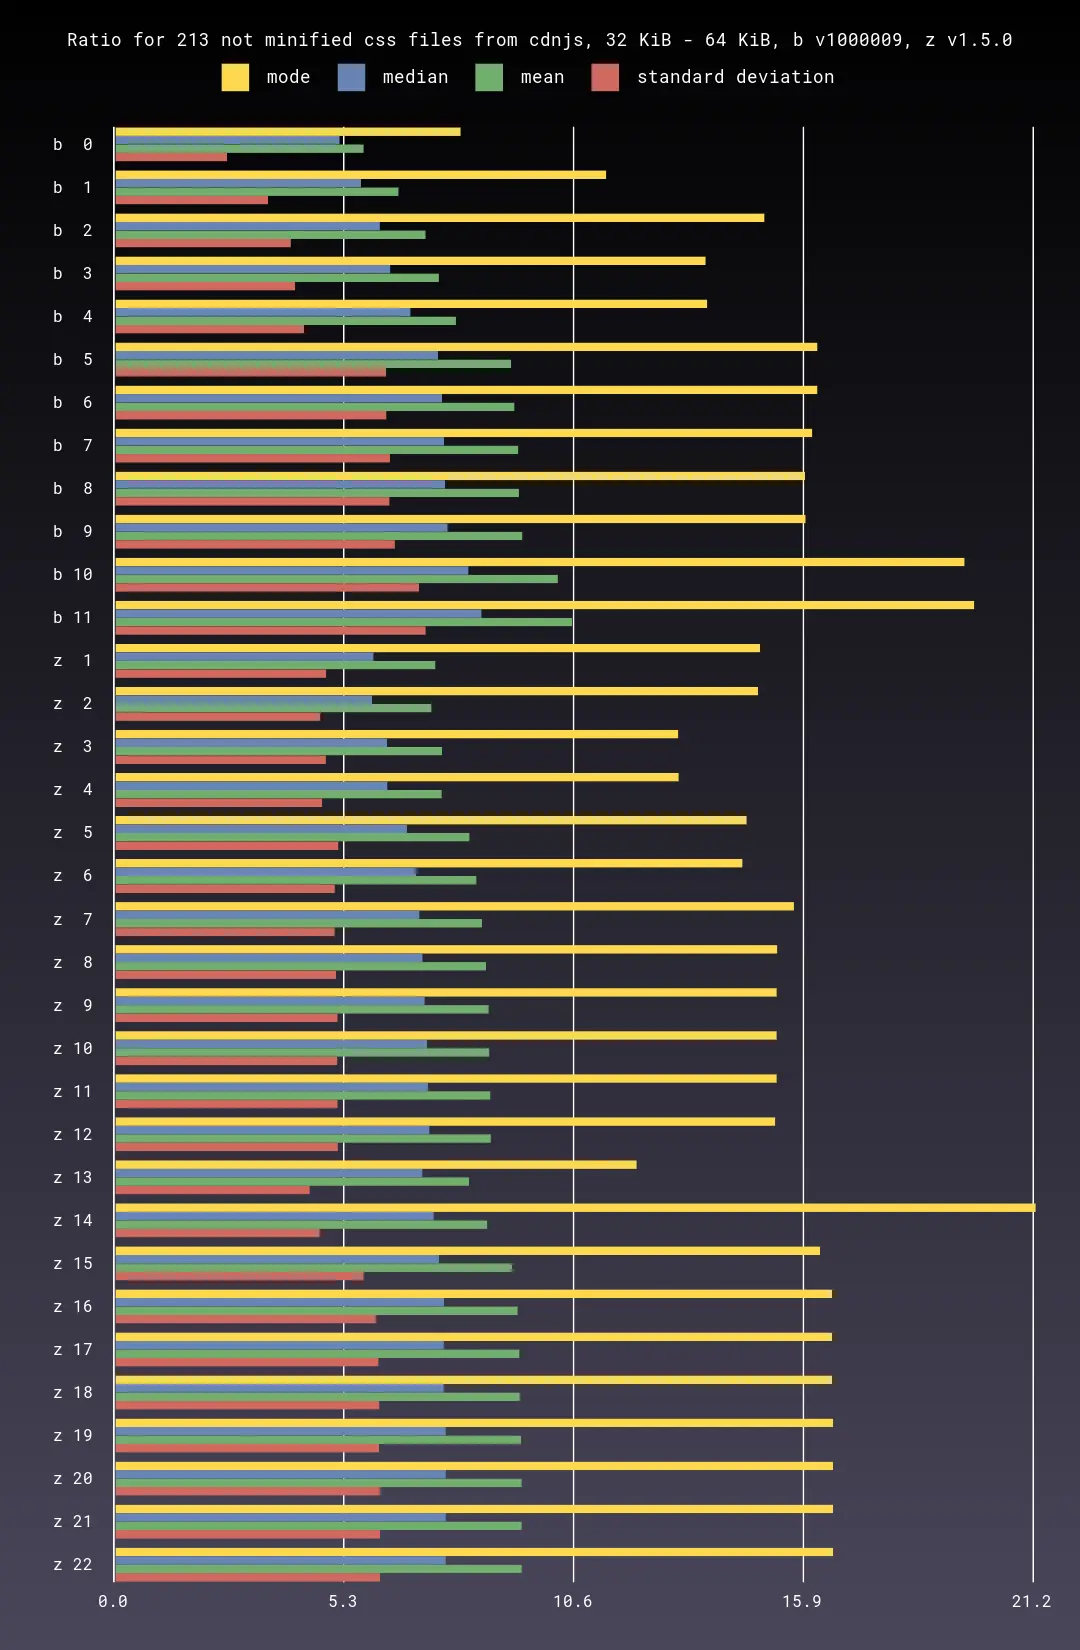 Ratio for 213 not minified css files from cdnjs, 32 KiB - 64 KiB, b v1000009, z v1.5.0
mode median mean standard deviation
b 0
b 1
b 2
b 3
b 4
b 5
b 6
b 7
b 8
b 9
b 10
b 11
z 1
z 2
z 3
z 4
z 5
z 6
z 7
z 8
z 9
z 10
z 11
z 12
z 13
z 14
z 15
z 16
z 17
z 18
z 19
z 20
z 21
z 22
0.0 5.3 10.6 15.9 21.2